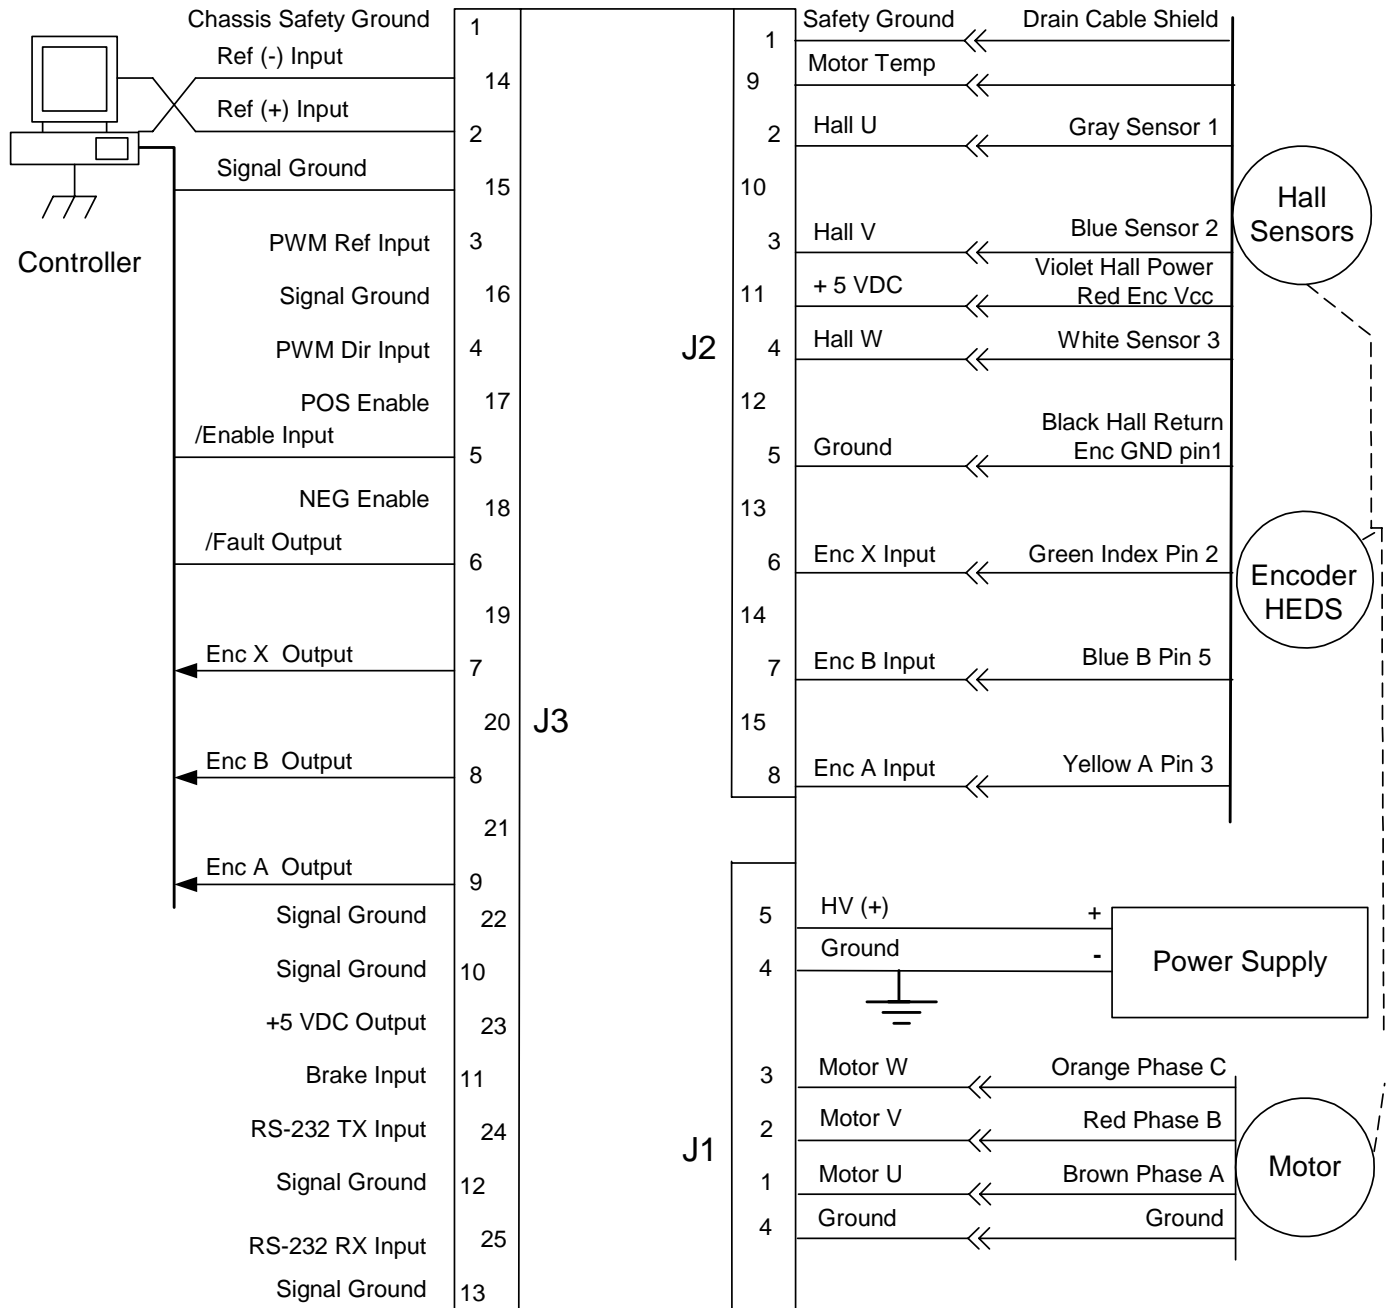 Chassis Safety Ground 1
Ref (-) Input 14
Ref (+) Input 2
Signal Ground 15
Controller
PWM Ref Input 3
Signal Ground 16
PWM Dir Input 4
POS Enable 17
/Enable Input 5
NEG Enable 18
/Fault Output 6
19
Enc X Output 7
20
J3
Enc B Output 8
21
Enc A Output 9
Signal Ground 22
Signal Ground 10
+5 VDC Output 23
Brake Input 11
RS-232 TX Input 24
Signal Ground 12
RS-232 RX Input 25
Signal Ground 13
J2
1 Safety Ground Drain Cable Shield
9 Motor Temp
2 Hall U Gray Sensor 1
10
3 Hall V Blue Sensor 2
Violet Hall Power
11 + 5 VDC Red Enc Vcc
4 Hall W White Sensor 3
12
Black Hall Return
5 Ground Enc GND pin1
13
6 Enc X Input Green Index Pin 2
14
7 Enc B Input Blue B Pin 5
15
8 Enc A Input Yellow A Pin 3
Hall
Sensors
Encoder
HEDS
J1
5 HV (+) +
4 Ground -
Power Supply
3 Motor W Orange Phase C
2 Motor V Red Phase B
1 Motor U Brown Phase A
4 Ground Ground
Motor